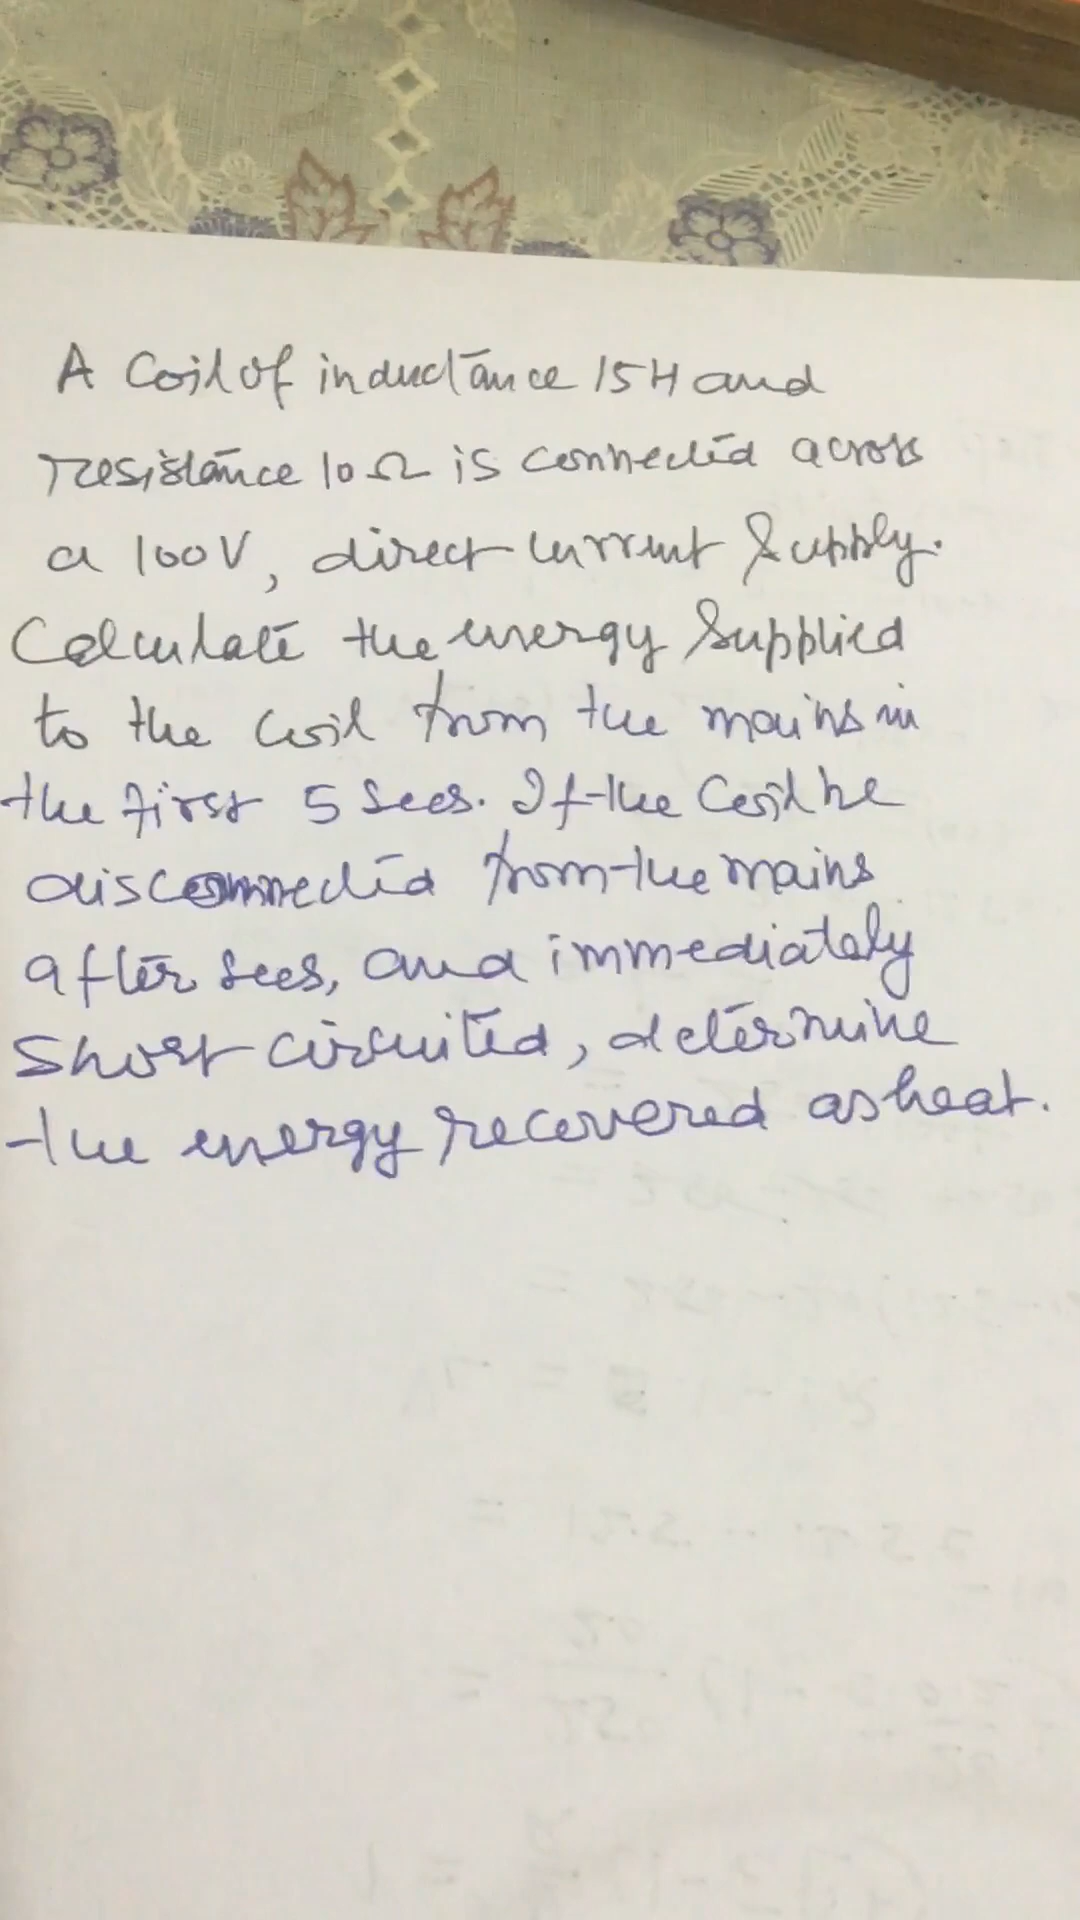 A Coil of inductance 15H and
resistance 10Ω is connected across
a 100V, direct current Supply.
Calculate the energy Supplied
to the Coil from the mains in
the first 5 Secs. If the Coil be
disconnected from the mains
after secs, and immediately
Short circuited, determine
the energy recovered as heat.